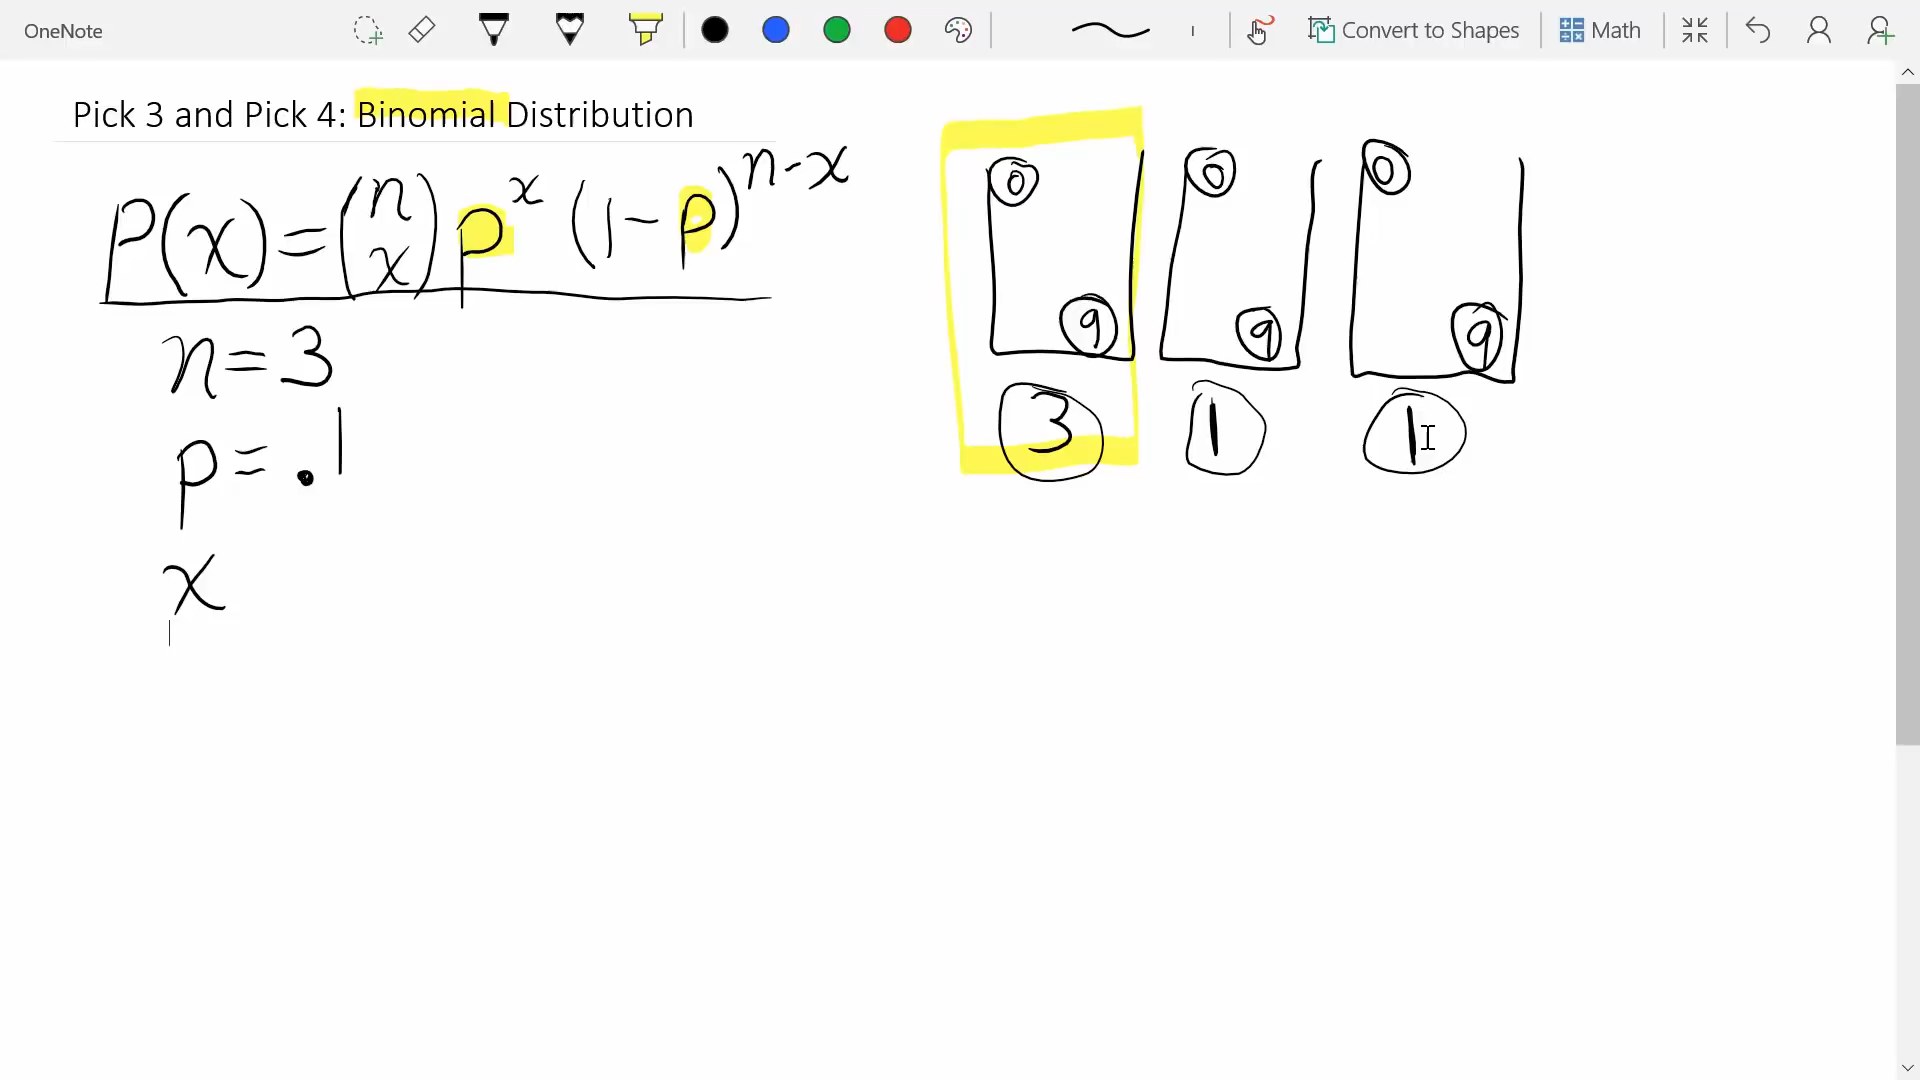 OneNote
Convert to Shapes
Math
Pick 3 and Pick 4: Binomial Distribution
P(x) = (n x) p^x (1-p)^n-x
n = 3
p = .1
x
0 0 0
9 9 9
3 1 1